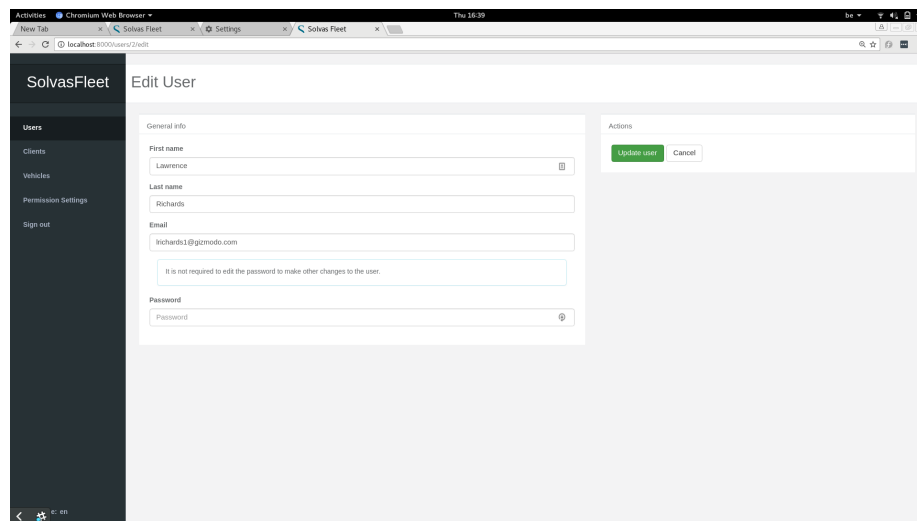 Activities Chromium Web Browser Thu 16:39 be
New Tab Solvas Fleet Settings Solvas Fleet
localhost:8000/users/2/edit
SolvasFleet
Edit User
Users
Clients
Vehicles
Permission Settings
Sign out
General info
First name
Lawrence
Last name
Richards
Email
lrichards1@gizmodo.com
It is not required to edit the password to make other changes to the user.
Password
Password
Actions
Update user Cancel
e: en